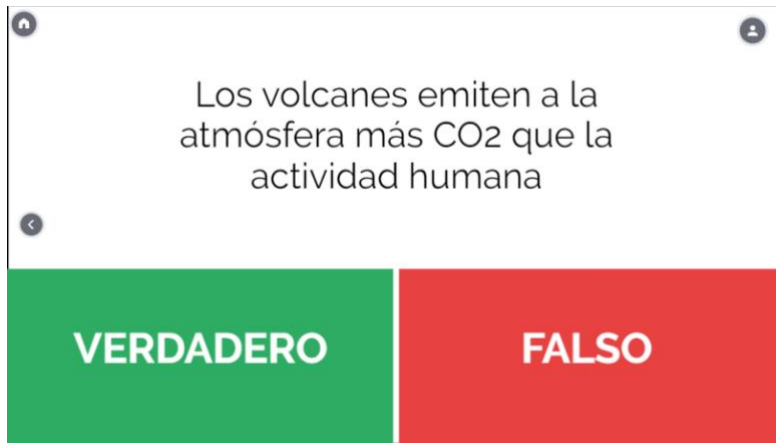 Los volcanes emiten a la
atmósfera más CO2 que la
actividad humana
VERDADERO
FALSO